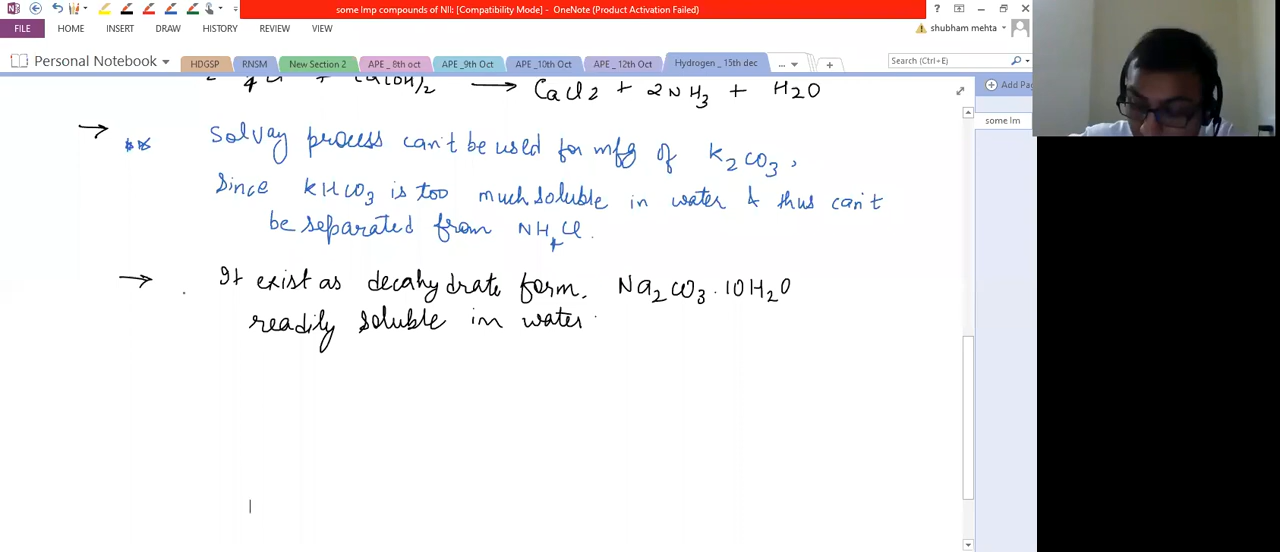 some Imp compounds of NII: [Compatibility Mode] - OneNote (Product Activation Failed)
FILE HOME INSERT DRAW HISTORY REVIEW VIEW
shubham mehta
Personal Notebook HDGSP RNSM New Section 2 APE _ 8th oct APE _9th Oct APE _10th Oct APE _12th Oct Hydrogen _ 15th dec ... Search (Ctrl+E)
Add Pag
some Im
→ CaCl2 + 2NH3 + H2O
→ ** Solvay process can't be used for mfg of K2CO3,
Since KHCO3 is too much soluble in water & thus can't
be separated from NH4Cl.
→ It exist as decahydrate form. Na2CO3.10H2O
readily soluble in water.